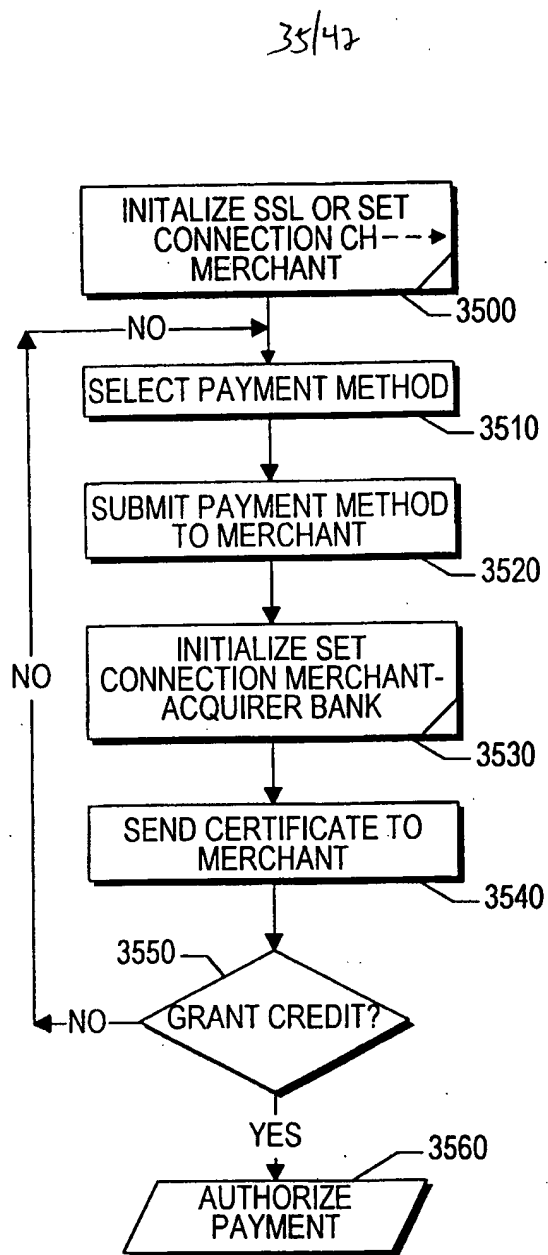 35/47
INITALIZE SSL OR SET
CONNECTION CH
MERCHANT
3500
NO
SELECT PAYMENT METHOD
3510
SUBMIT PAYMENT METHOD
TO MERCHANT
3520
NO
INITIALIZE SET
CONNECTION MERCHANT-
ACQUIRER BANK
3530
SEND CERTIFICATE TO
MERCHANT
3540
3550
NO
GRANT CREDIT?
YES
3560
AUTHORIZE
PAYMENT